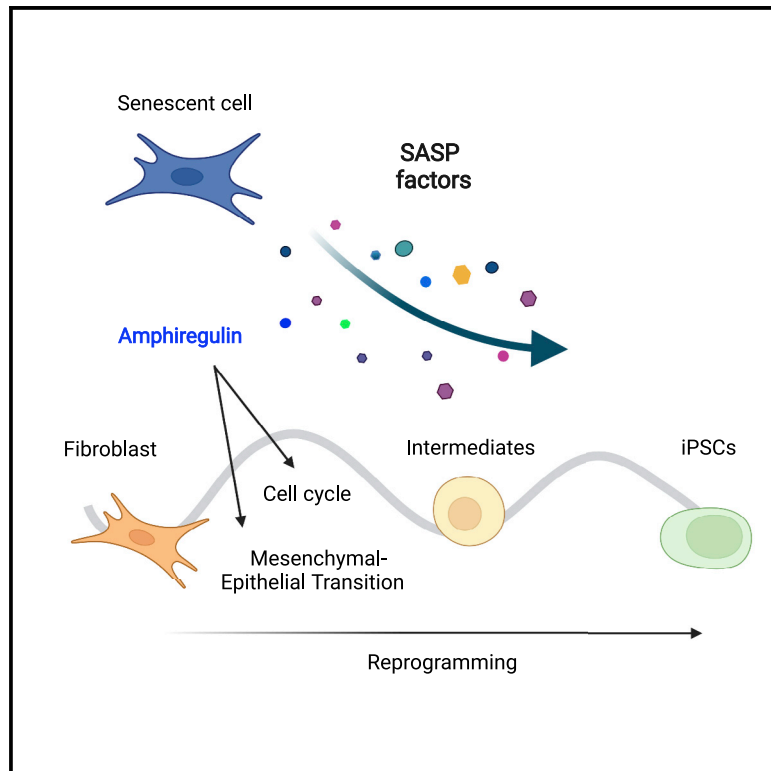 Senescent cell
SASP
factors
Amphiregulin
Fibroblast
Intermediates
iPSCs
Cell cycle
Mesenchymal-
Epithelial Transition
Reprogramming